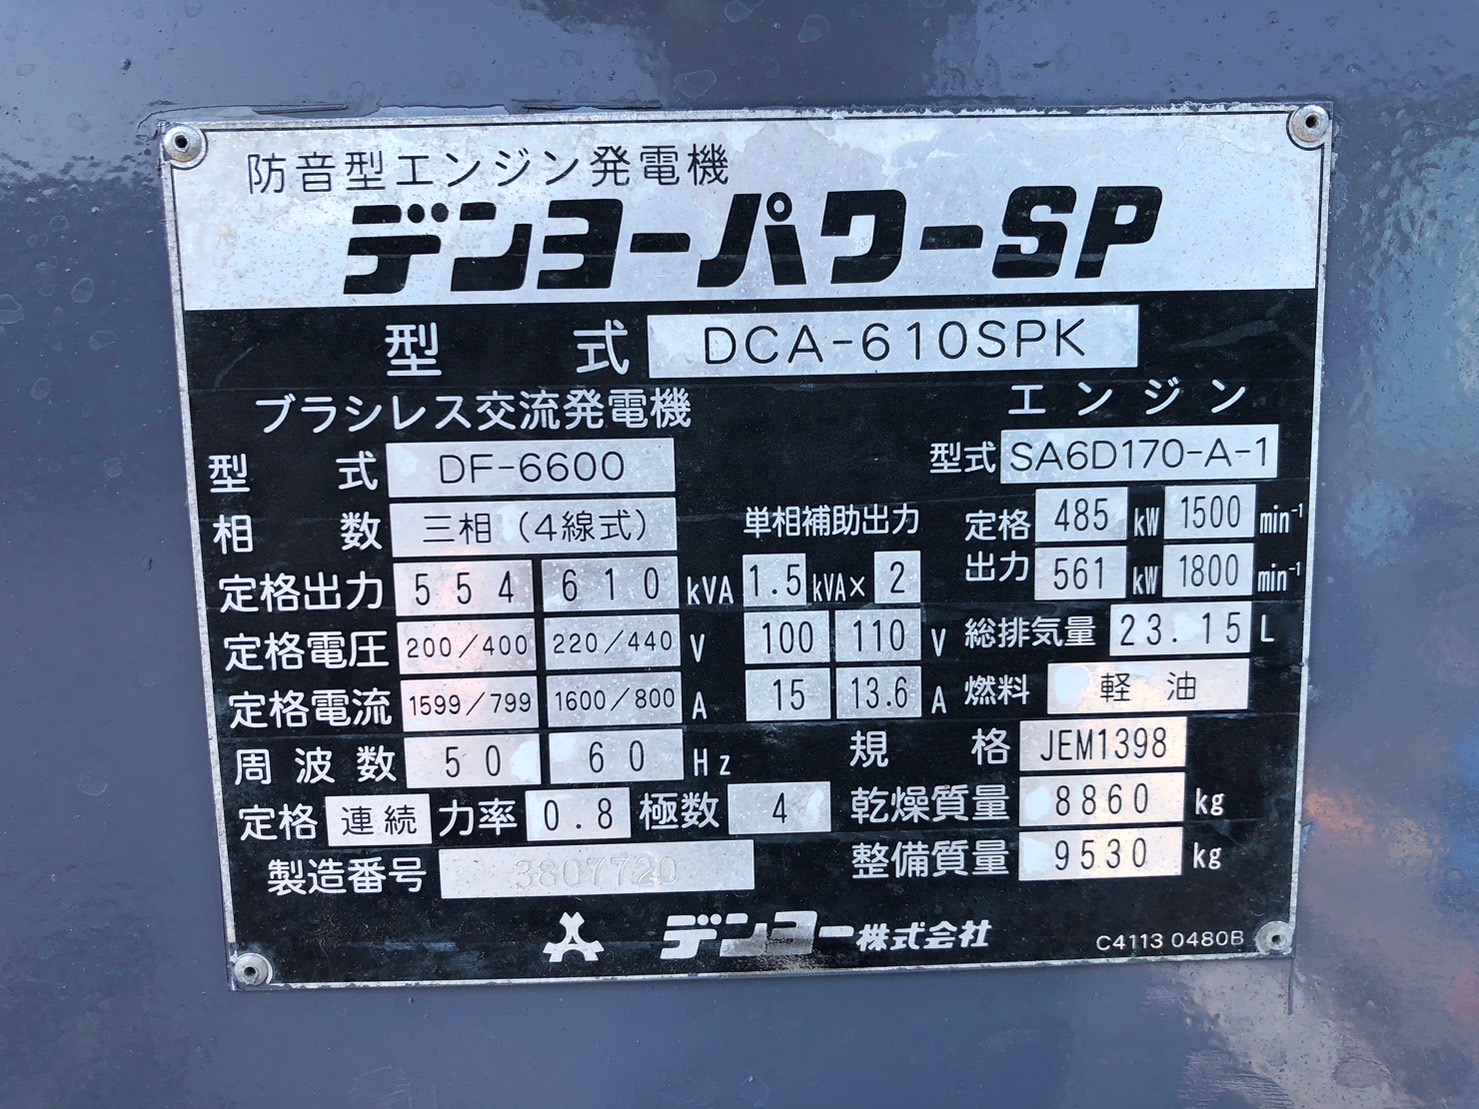 防音型エンジン発電機
デンヨーパワーSP
型式 DCA-610SPK
ブラシレス交流発電機 エンジン
型式 DF-6600 型式 SA6D170-A-1
相数 三相(4線式) 単相補助出力 定格 485 kW 1500 min⁻¹
定格出力 554 610 kVA 1.5 kVA×2 出力 561 kW 1800 min⁻¹
定格電圧 200/400 220/440 V 100 110 V 総排気量 23.15 L
定格電流 1599/799 1600/800 A 15 13.6 A 燃料 軽油
周波数 50 60 Hz 規格 JEM1398
定格 連続 力率 0.8 極数 4 乾燥質量 8860 kg
製造番号 3807720 整備質量 9530 kg
デンヨー株式会社 C4113 0480B